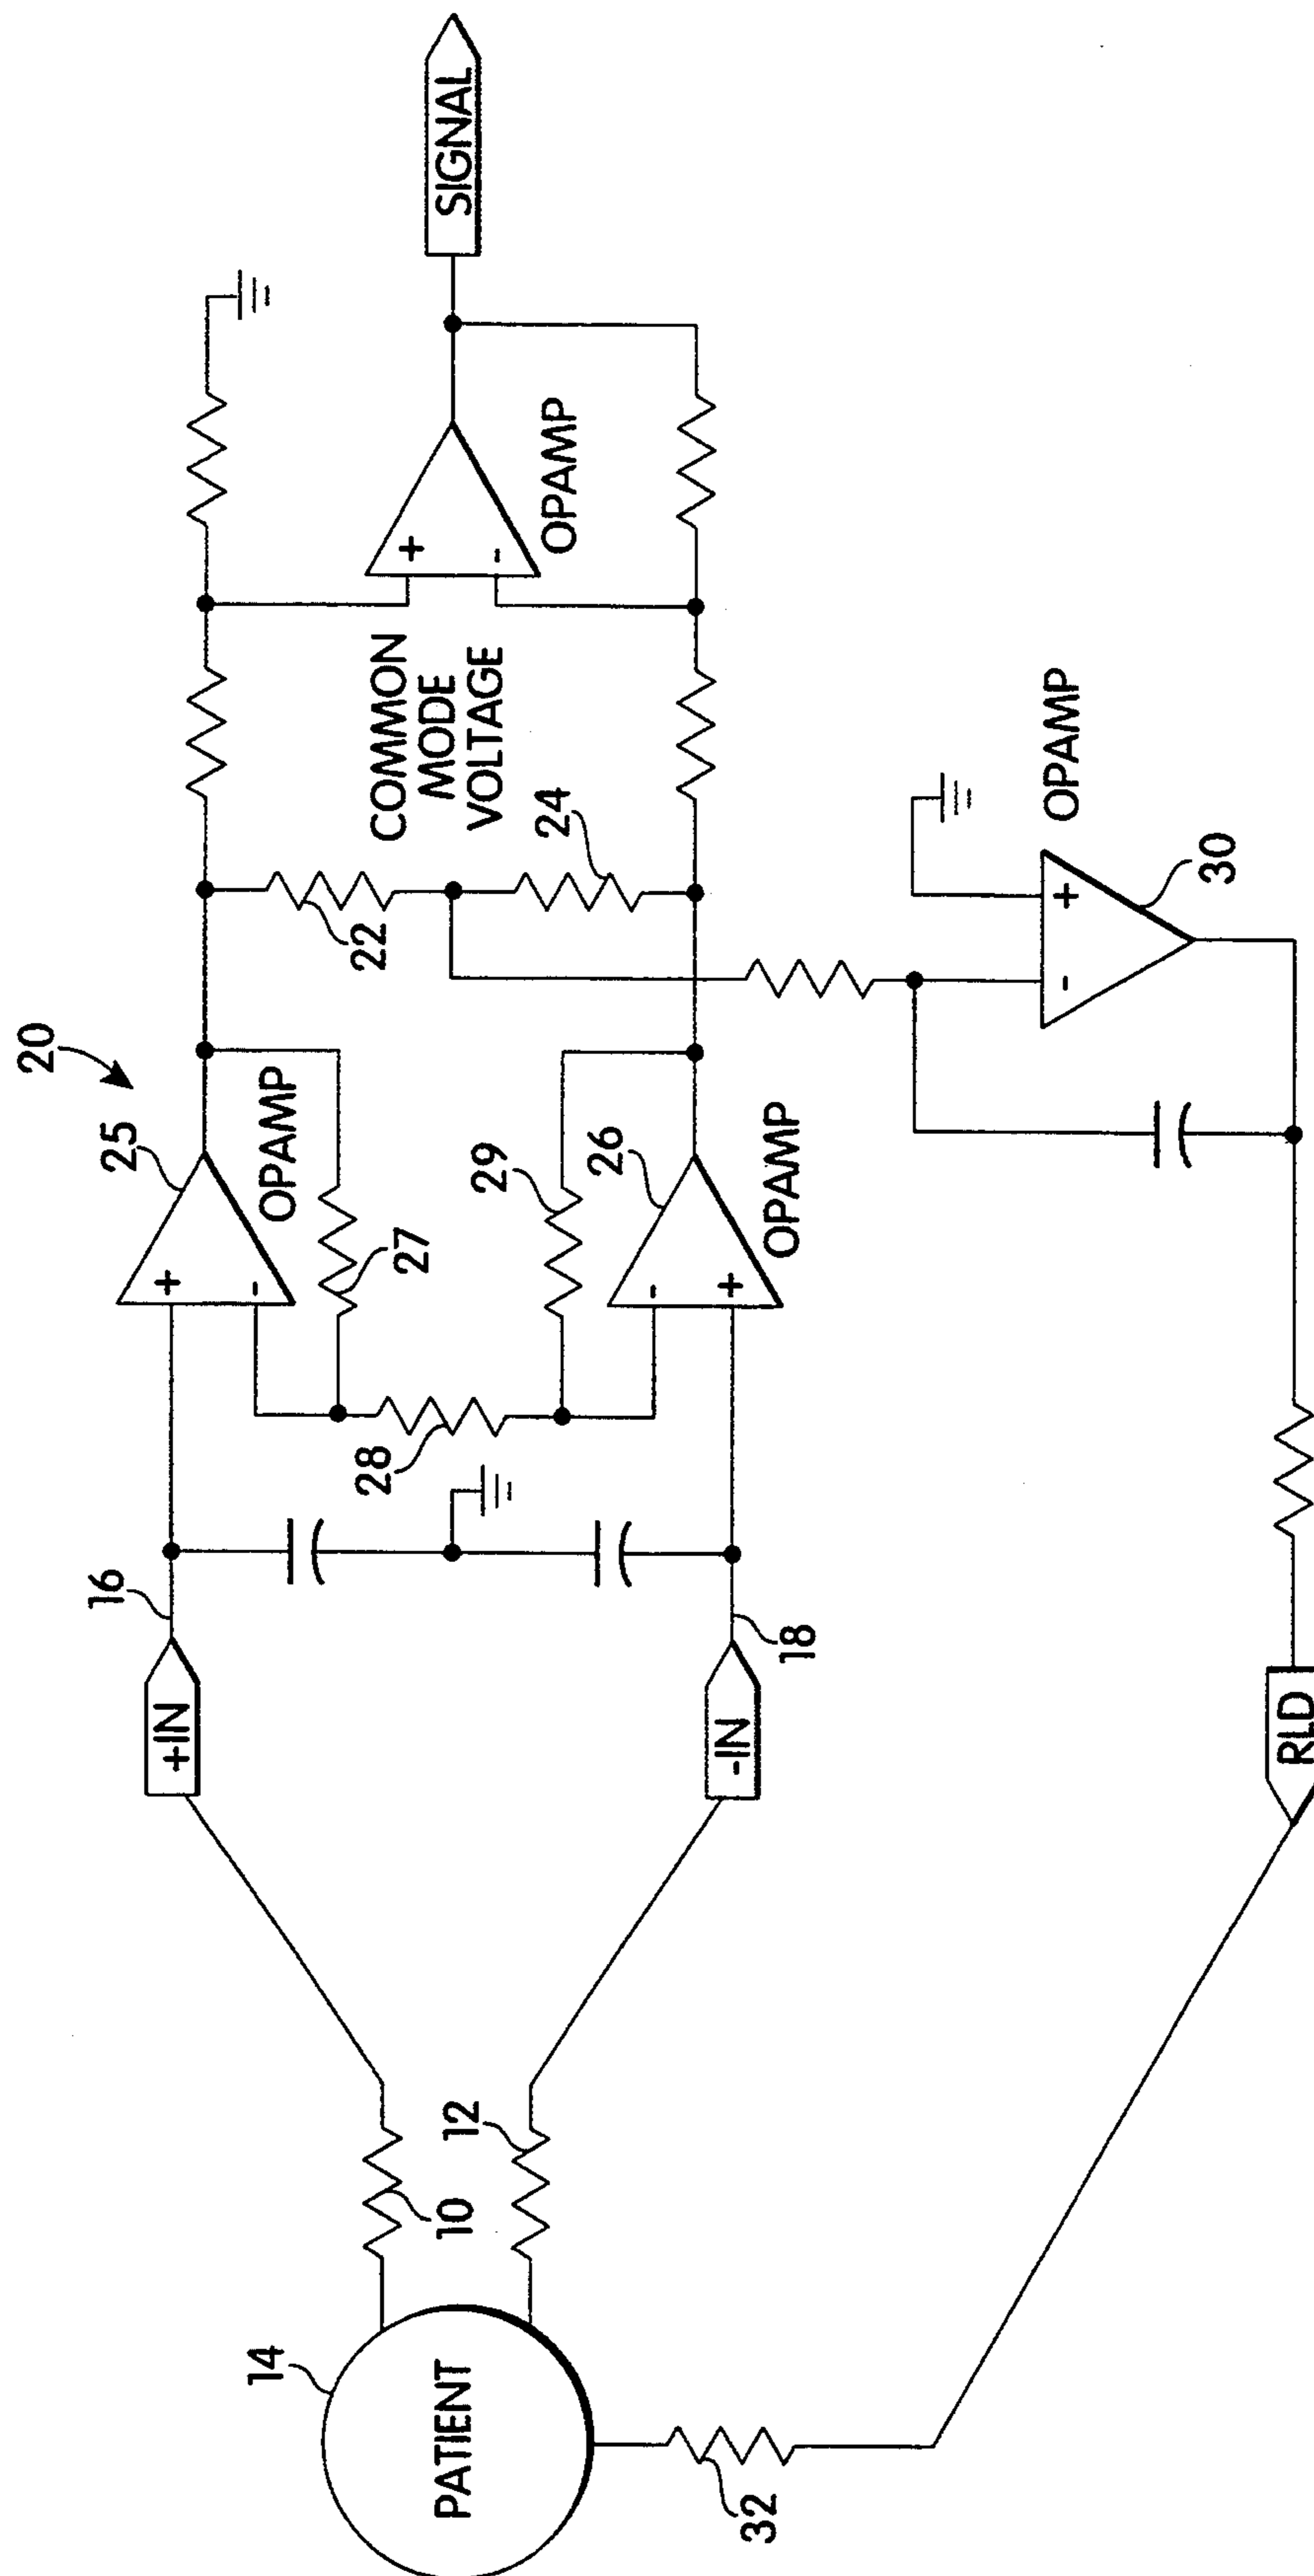 20
25
+
-
OPAMP
27
28
29
-
+
26
OPAMP
22
24
COMMON
MODE
VOLTAGE
+
-
OPAMP
SIGNAL
16
+IN
18
-IN
10
12
14
PATIENT
32
-
+
30
OPAMP
RLD